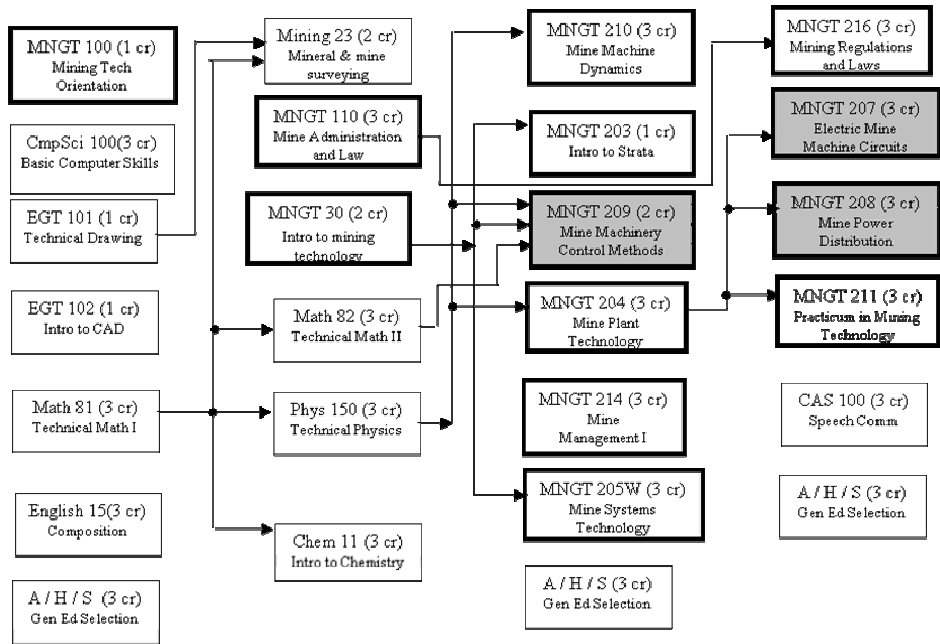 MNGT 100 (1 cr)
Mining Tech
Orientation
CmpSci 100(3 cr)
Basic Computer Skills
EGT 101 (1 cr)
Technical Drawing
EGT 102 (1 cr)
Intro to CAD
Math 81 (3 cr)
Technical Math I
English 15(3 cr)
Composition
A / H / S (3 cr)
Gen Ed Selection
Mining 23 (2 cr)
Mineral & mine
surveying
MNGT 110 (3 cr)
Mine Administration
and Law
MNGT 30 (2 cr)
Intro to mining
technology
Math 82 (3 cr)
Technical Math II
Phys 150 (3 cr)
Technical Physics
Chem 11 (3 cr)
Intro to Chemistry
MNGT 210 (3 cr)
Mine Machine
Dynamics
MNGT 203 (1 cr)
Intro to Strata
MNGT 209 (2 cr)
Mine Machinery
Control Methods
MNGT 204 (3 cr)
Mine Plant
Technology
MNGT 214 (3 cr)
Mine
Management I
MNGT 205W (3 cr)
Mine Systems
Technology
A / H / S (3 cr)
Gen Ed Selection
MNGT 216 (3 cr)
Mining Regulations
and Laws
MNGT 207 (3 cr)
Electric Mine
Machine Circuits
MNGT 208 (3 cr)
Mine Power
Distribution
MNGT 211 (3 cr)
Practicum in Mining
Technology
CAS 100 (3 cr)
Speech Comm
A / H / S (3 cr)
Gen Ed Selection